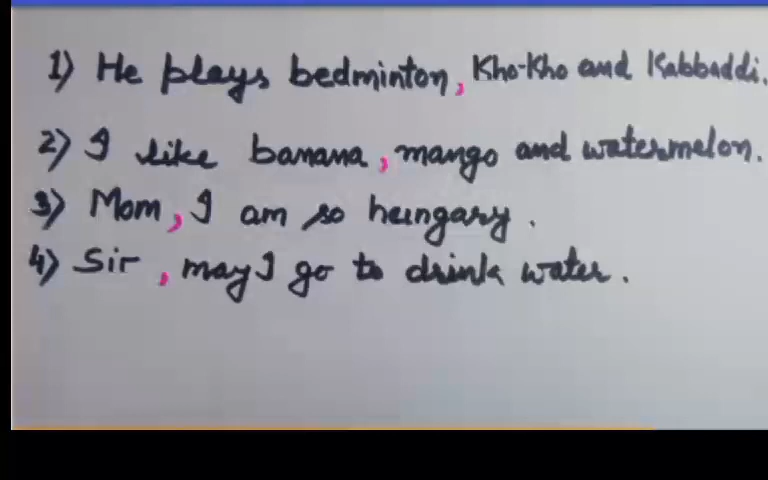 1) He plays bedminton, Kho-Kho and Kabbaddi.
2) I like banana, mango and watermelon.
3) Mom, I am so hungary.
4) Sir, may I go to drink water.